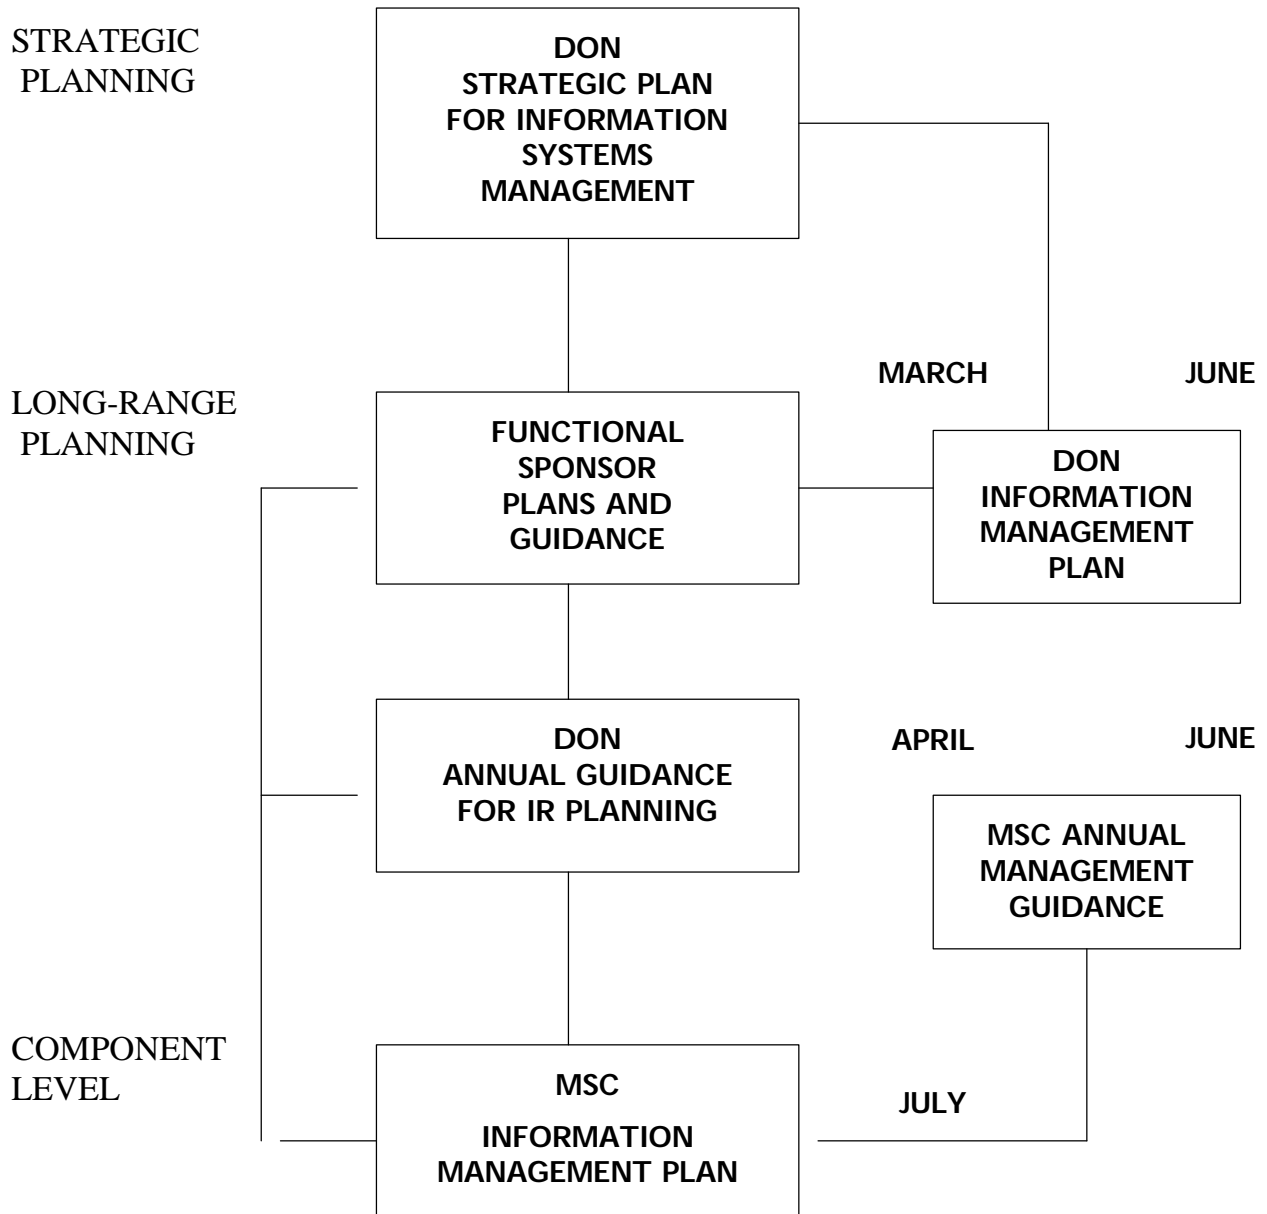 STRATEGIC
PLANNING
DON
STRATEGIC PLAN
FOR INFORMATION
SYSTEMS
MANAGEMENT
MARCH
JUNE
LONG-RANGE
PLANNING
FUNCTIONAL
SPONSOR
PLANS AND
GUIDANCE
DON
INFORMATION
MANAGEMENT
PLAN
DON
ANNUAL GUIDANCE
FOR IR PLANNING
APRIL
JUNE
MSC ANNUAL
MANAGEMENT
GUIDANCE
COMPONENT
LEVEL
MSC
INFORMATION
MANAGEMENT PLAN
JULY